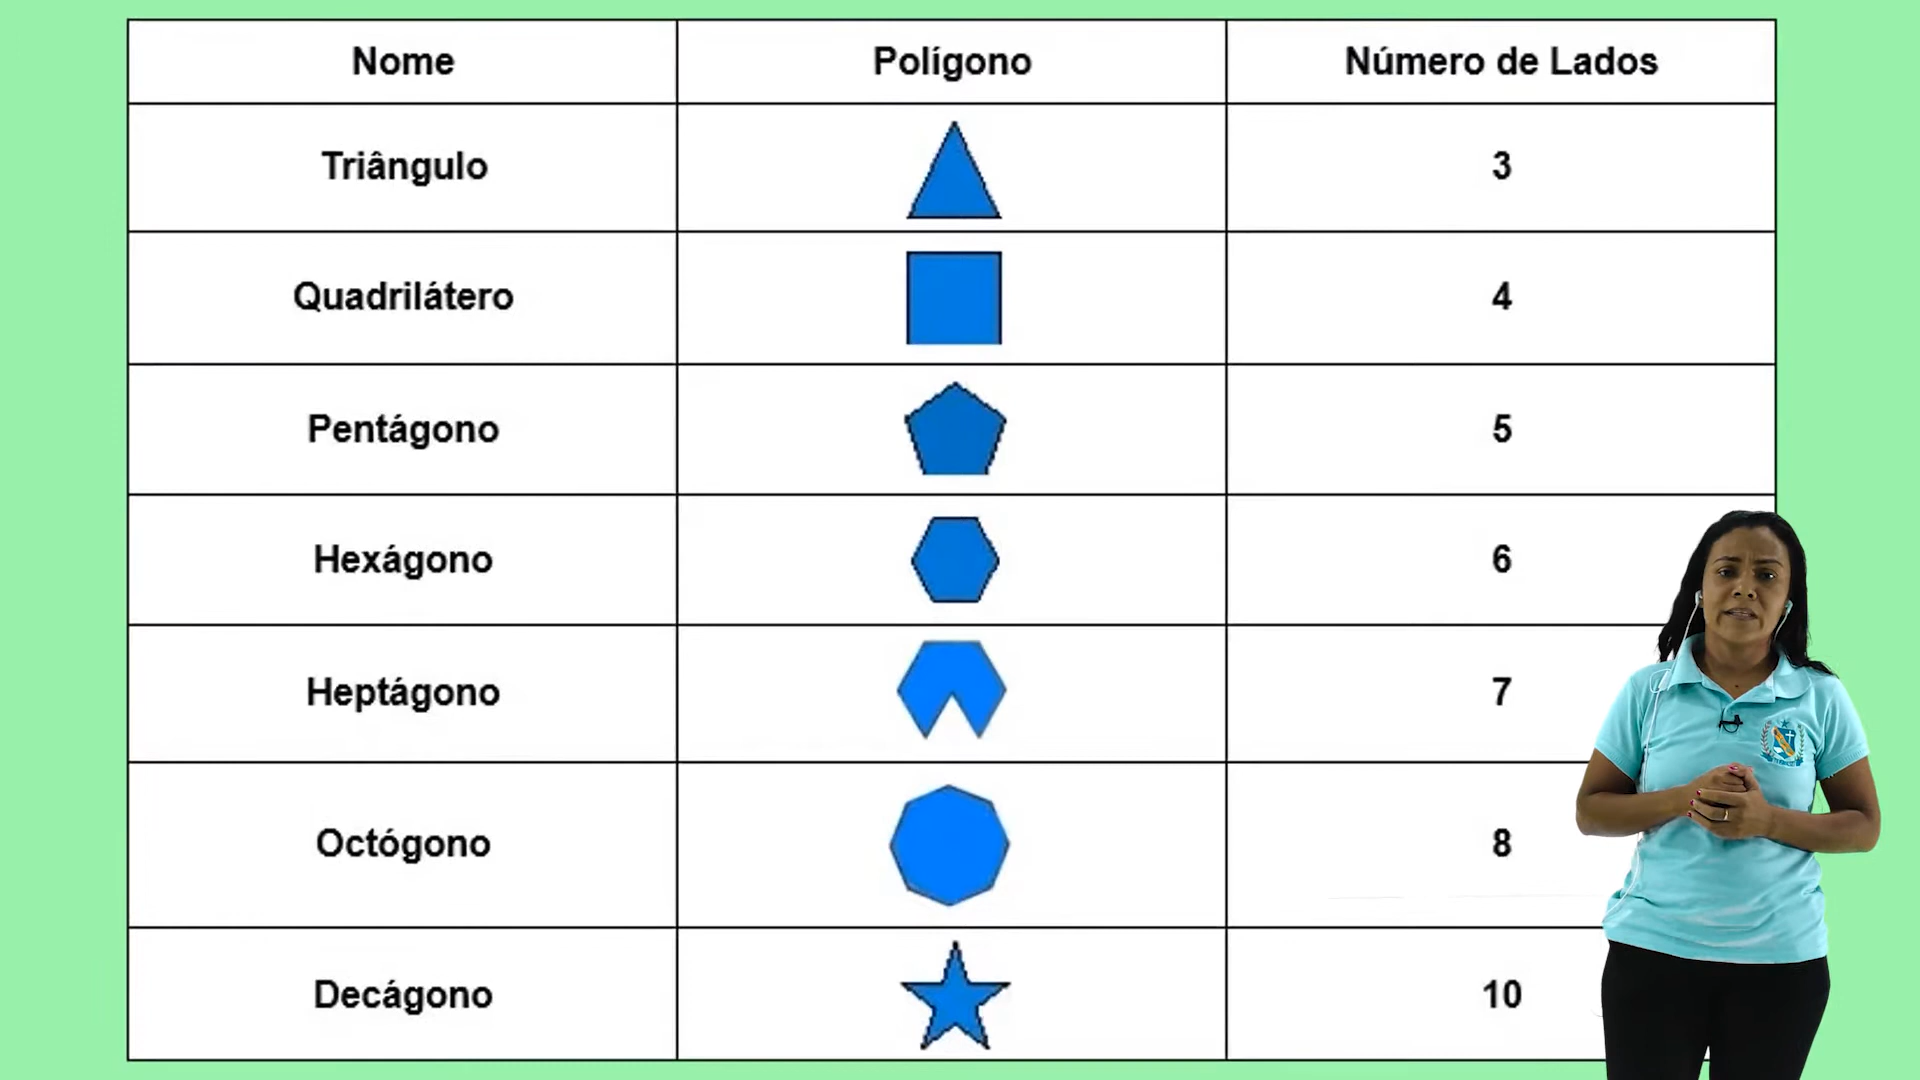 Nome Polígono Número de Lados
Triângulo 3
Quadrilátero 4
Pentágono 5
Hexágono 6
Heptágono 7
Octógono 8
Decágono 10